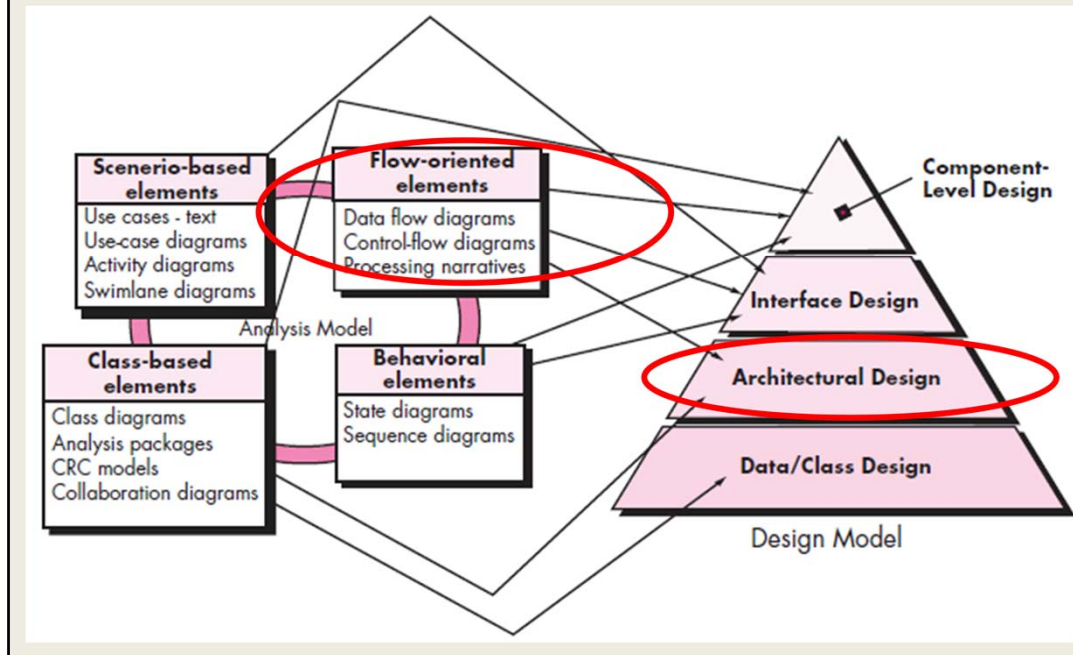 Scenerio-based
elements
Use cases - text
Use-case diagrams
Activity diagrams
Swimlane diagrams
Flow-oriented
elements
Data flow diagrams
Control-flow diagrams
Processing narratives
Analysis Model
Class-based
elements
Class diagrams
Analysis packages
CRC models
Collaboration diagrams
Behavioral
elements
State diagrams
Sequence diagrams
Component-
Level Design
Interface Design
Architectural Design
Data/Class Design
Design Model